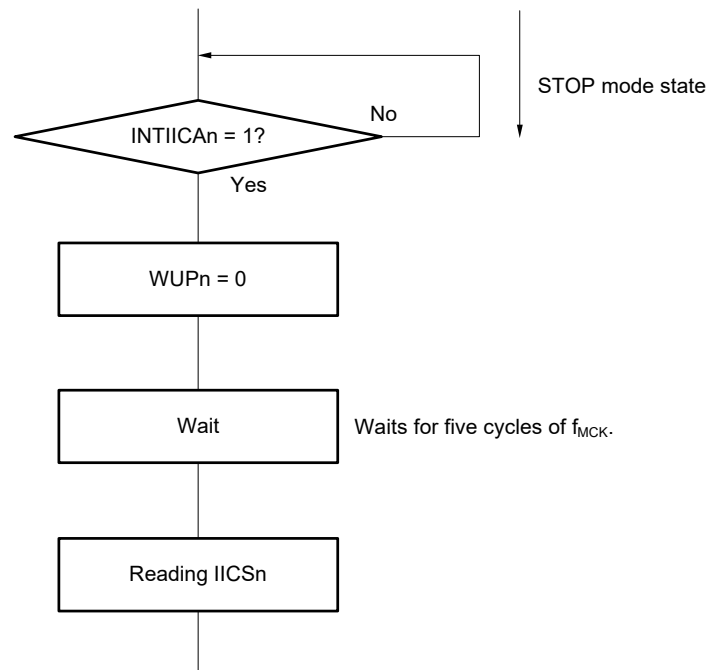 STOP mode state
No
INTIICAn = 1?
Yes
WUPn = 0
Wait
Waits for five cycles of fMCK.
Reading IICSn